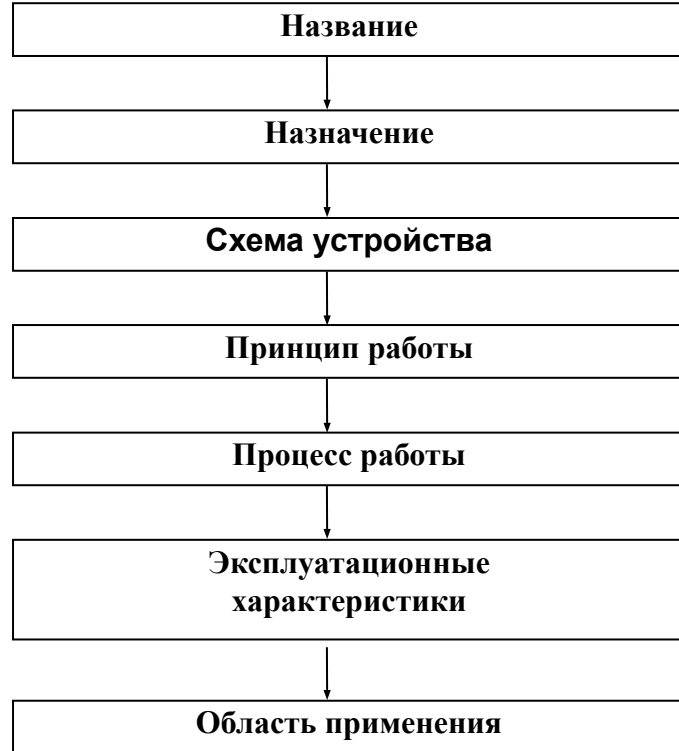 Название
Назначение
Схема устройства
Принцип работы
Процесс работы
Эксплуатационные
характеристики
Область применения